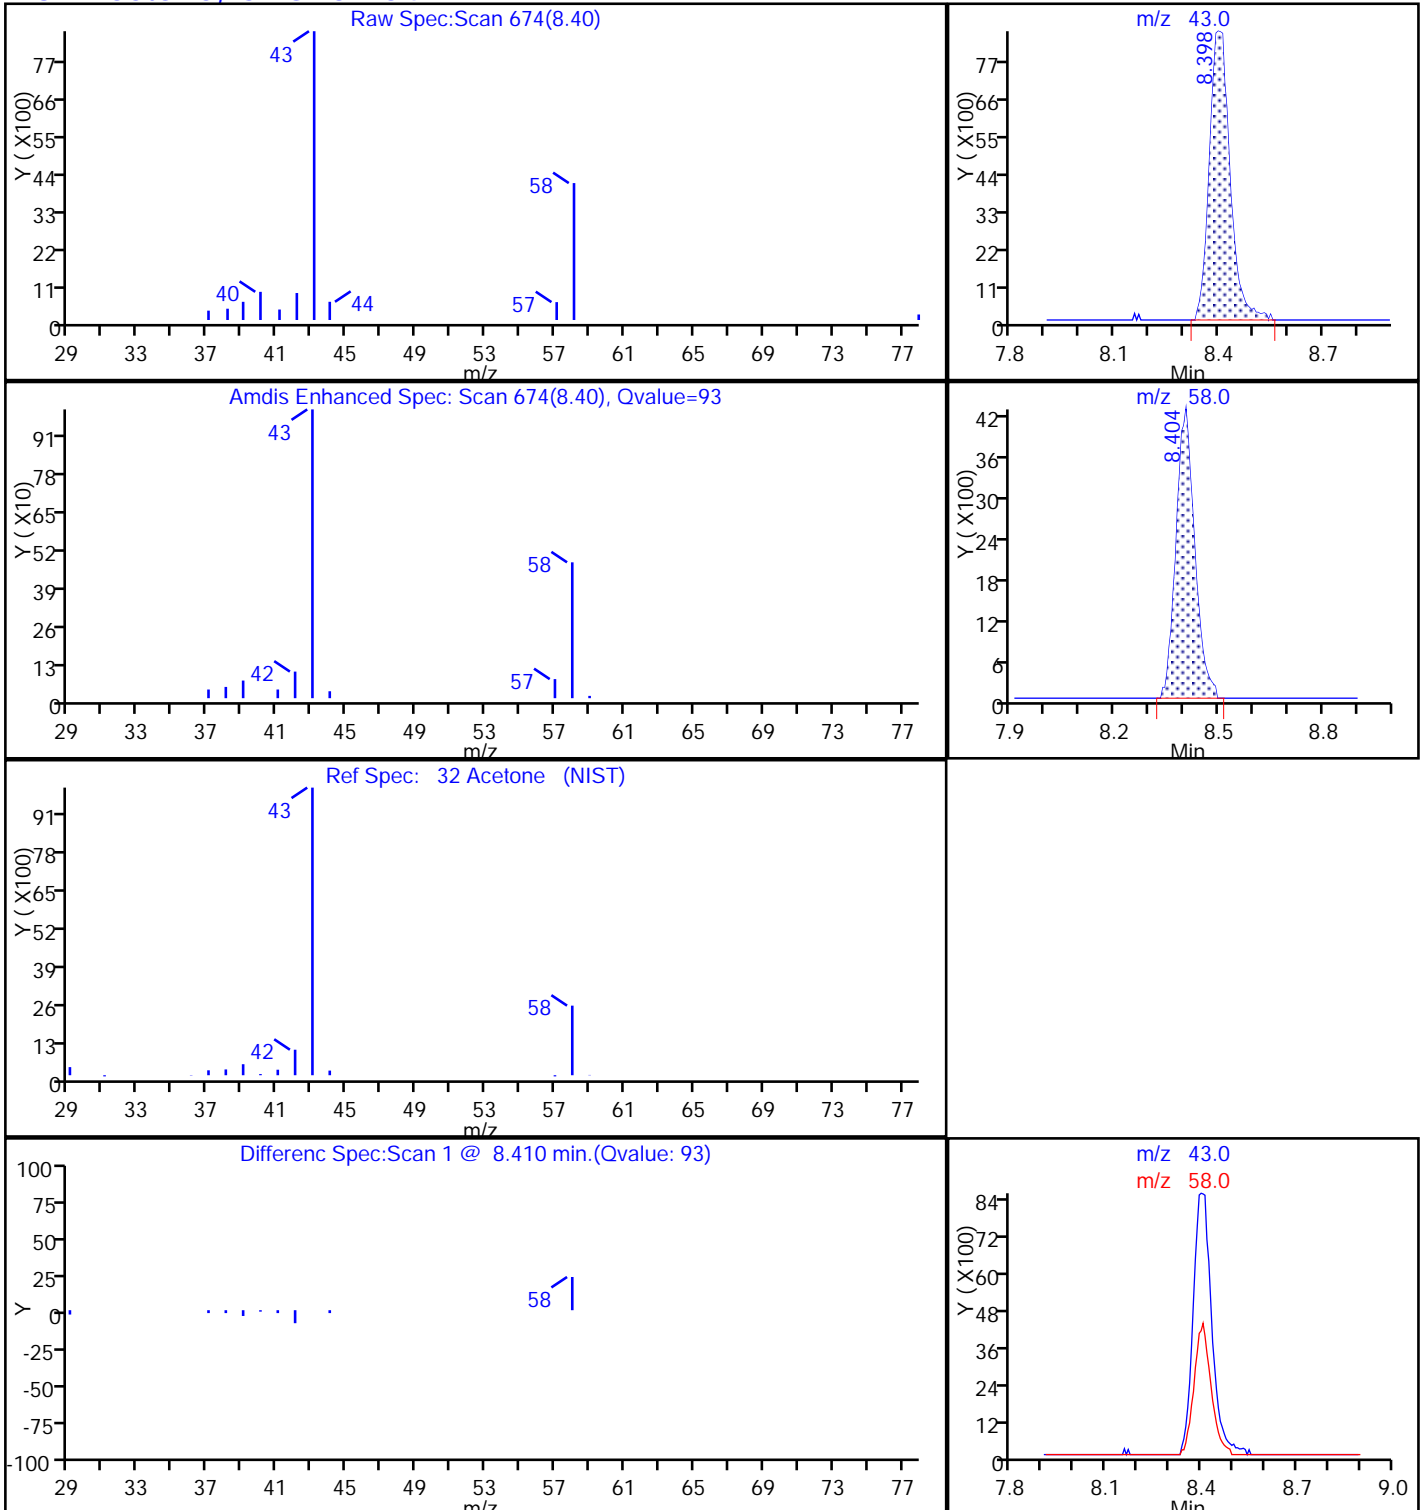 Raw Spec:Scan 674(8.40)
Y ( X100)
77
66
55
44
33
22
11
0
43
58
40
44
57
29 33 37 41 45 49 53 57 61 65 69 73 77
m/z
m/z 43.0
Y ( X100)
77
66
55
44
33
22
11
0
8.398
7.8 8.1 8.4 8.7
Min
Amdis Enhanced Spec: Scan 674(8.40), Qvalue=93
Y ( X10)
91
78
65
52
39
26
13
0
43
58
42
57
29 33 37 41 45 49 53 57 61 65 69 73 77
m/z
m/z 58.0
Y ( X100)
42
36
30
24
18
12
6
0
8.404
7.9 8.2 8.5 8.8
Min
Ref Spec: 32 Acetone (NIST)
Y ( X100)
91
78
65
52
39
26
13
0
43
58
42
29 33 37 41 45 49 53 57 61 65 69 73 77
m/z
Differenc Spec:Scan 1 @ 8.410 min.(Qvalue: 93)
Y
100
75
50
25
0
-25
-50
-75
-100
58
29 33 37 41 45 49 53 57 61 65 69 73 77
m/z
m/z 43.0
m/z 58.0
Y ( X100)
84
72
60
48
36
24
12
0
7.8 8.1 8.4 8.7 9.0
Min